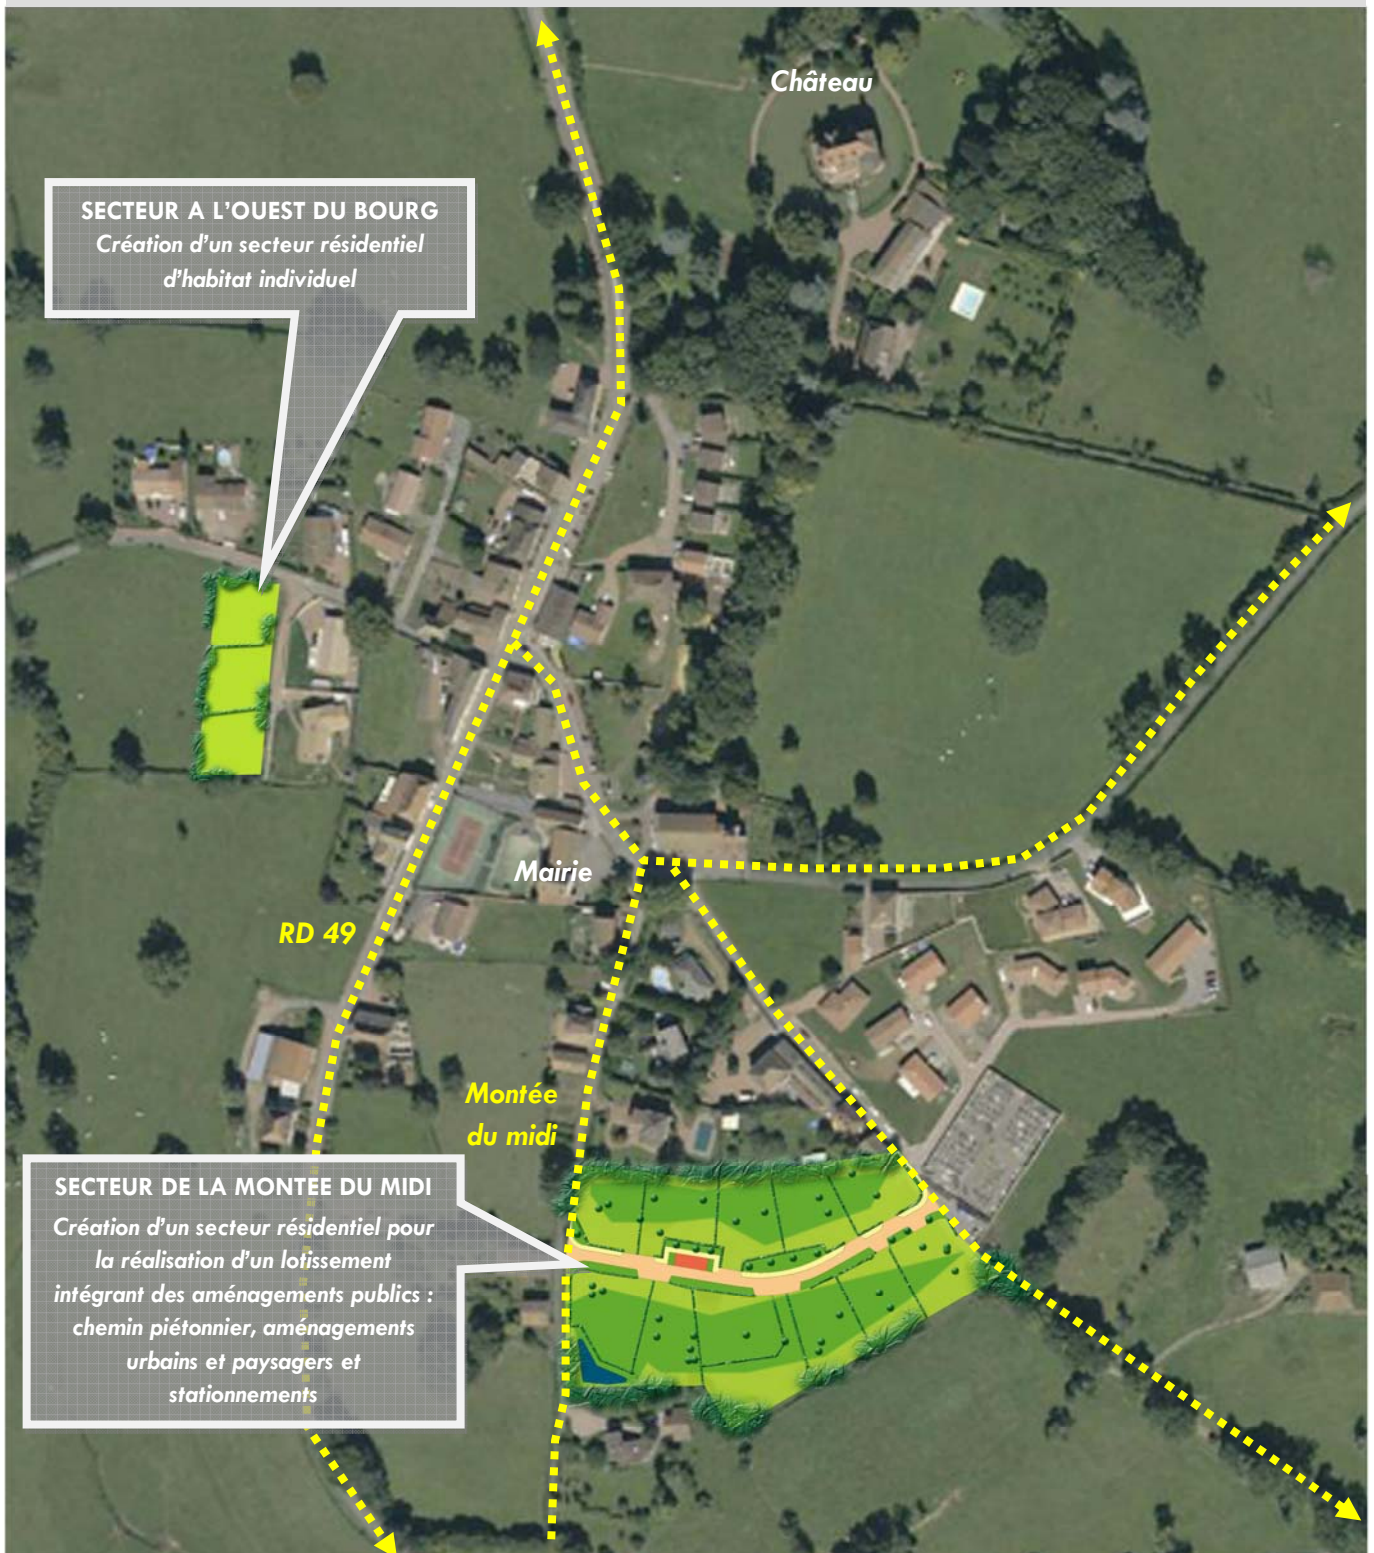 Château
SECTEUR A L'OUEST DU BOURG
Création d'un secteur résidentiel
d'habitat individuel
Mairie
RD 49
Montée
du midi
SECTEUR DE LA MONTEE DU MIDI
Création d'un secteur résidentiel pour
la réalisation d'un lotissement
intégrant des aménagements publics :
chemin piétonnier, aménagements
urbains et paysagers et
stationnements